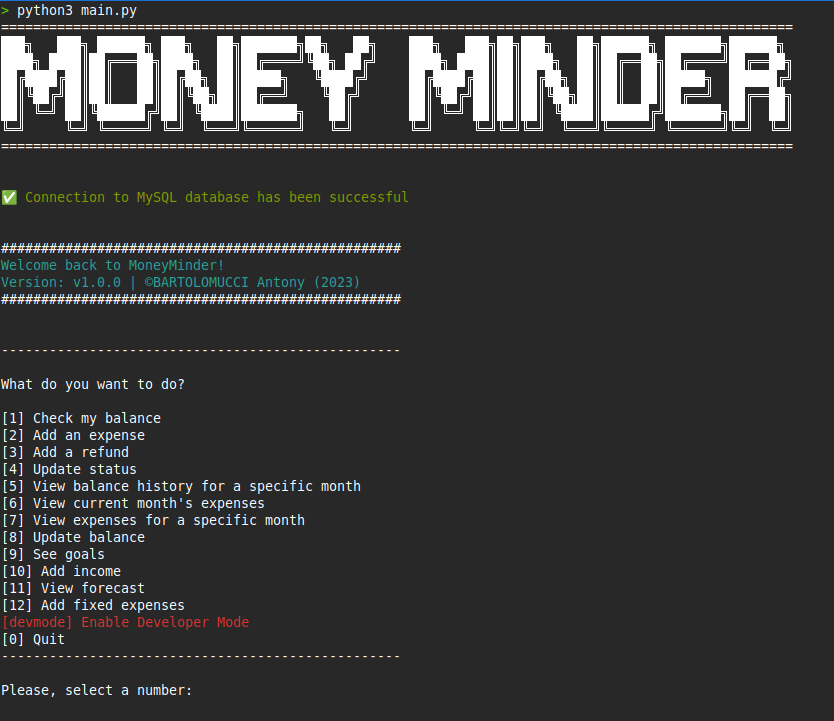 > python3 main.py
===================================================================================================
MONEY MINDER
===================================================================================================
✅ Connection to MySQL database has been successful
##################################################
Welcome back to MoneyMinder!
Version: v1.0.0 | ©BARTOLOMUCCI Antony (2023)
##################################################
--------------------------------------------------
What do you want to do?
[1] Check my balance
[2] Add an expense
[3] Add a refund
[4] Update status
[5] View balance history for a specific month
[6] View current month's expenses
[7] View expenses for a specific month
[8] Update balance
[9] See goals
[10] Add income
[11] View forecast
[12] Add fixed expenses
[devmode] Enable Developer Mode
[0] Quit
--------------------------------------------------
Please, select a number: